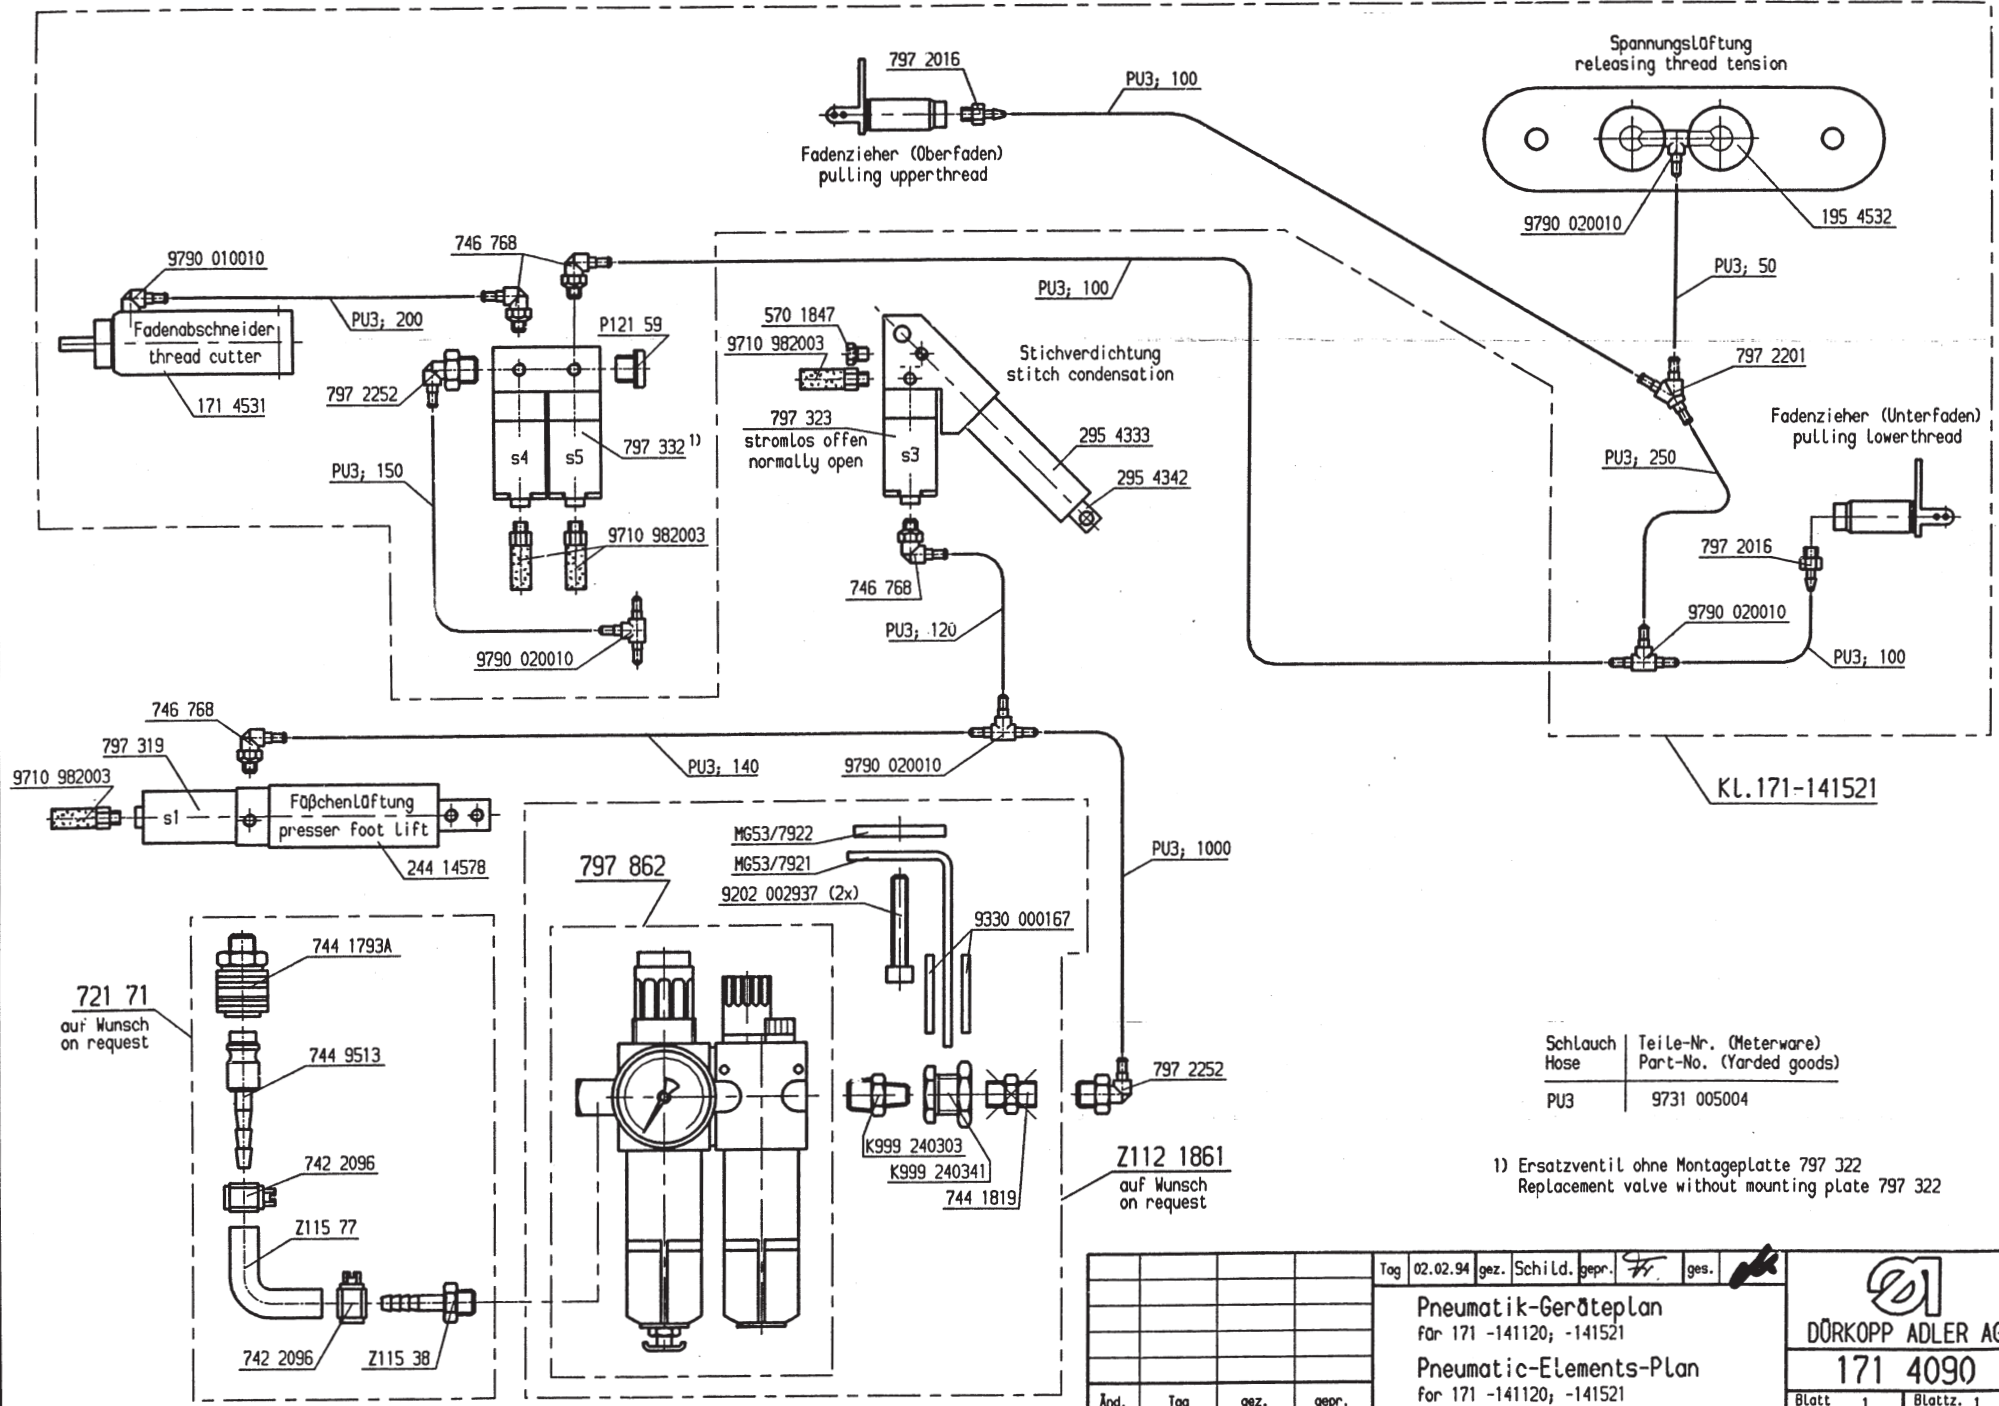 797 2016
PU3; 100
Spannungslüftung
releasing thread tension
Fadenzieher (Oberfaden)
pulling upperthread
9790 020010
195 4532
PU3; 50
9790 010010
746 768
PU3; 100
Fadenabschneider
thread cutter
PU3; 200
P121 59
570 1847
9710 982003
Stichverdichtung
stitch condensation
797 2201
797 2252
171 4531
797 323
stromlos offen
normally open
797 332 1)
s4
s5
s3
295 4333
295 4342
Fadenzieher (Unterfaden)
pulling lowerthread
PU3; 250
PU3; 150
9710 982003
746 768
797 2016
PU3; 120
9790 020010
9790 020010
PU3; 100
746 768
797 319
9710 982003
s1
Füßchenlüftung
presser foot lift
244 14578
PU3; 140
9790 020010
KL.171-141521
MG53/7922
MG53/7921
PU3; 1000
797 862
9202 002937 (2x)
9330 000167
744 1793A
721 71
auf Wunsch
on request
744 9513
797 2252
Schlauch
Hose
Teile-Nr. (Meterware)
Part-No. (Yarded goods)
PU3
9731 005004
K999 240303
K999 240341
744 1819
Z112 1861
auf Wunsch
on request
742 2096
Z115 77
1) Ersatzventil ohne Montageplatte 797 322
Replacement valve without mounting plate 797 322
742 2096
Z115 38
Tag 02.02.94 gez. Schild. gepr. ges.
Pneumatik-Geräteplan
für 171 -141120; -141521
Pneumatic-Elements-Plan
for 171 -141120; -141521
DÜRKOPP ADLER AG
171 4090
Änd. Tag gez. gepr.
Blatt 1 Blattz. 1